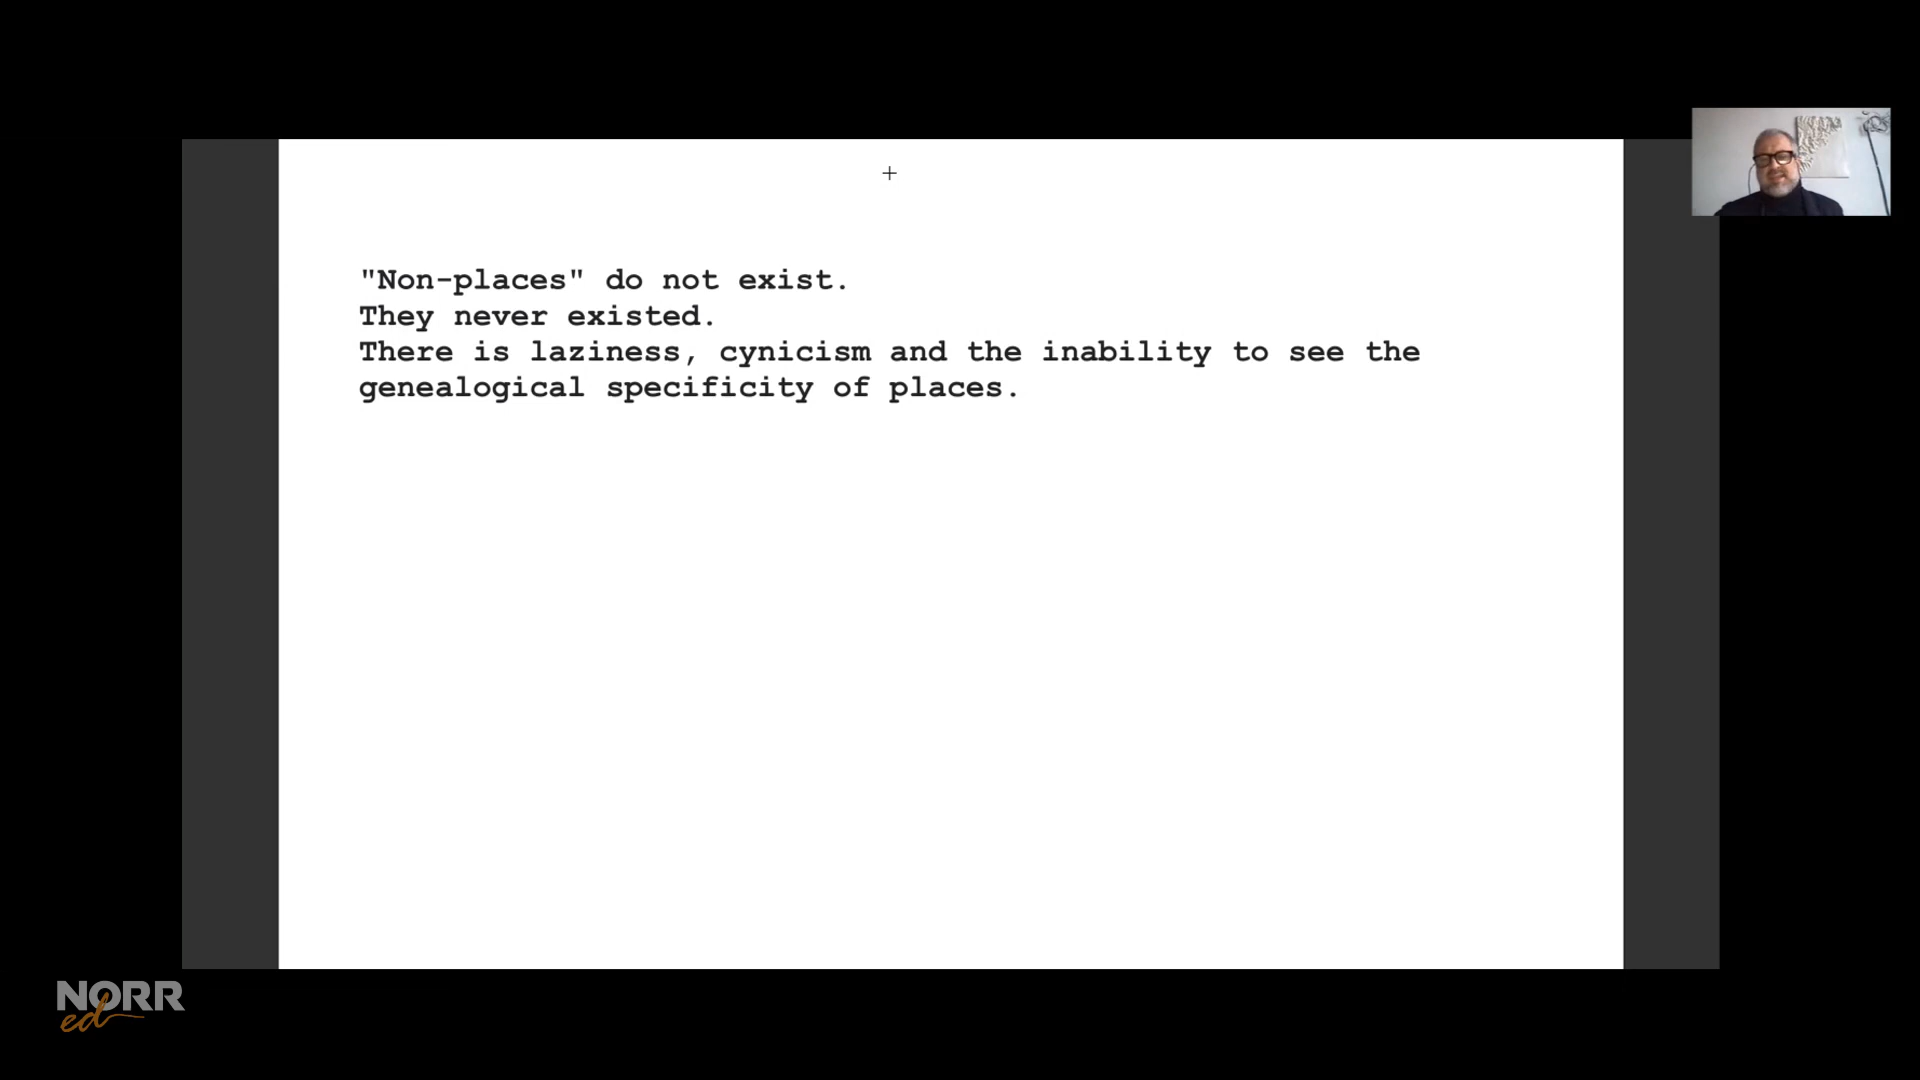 "Non-places" do not exist.
They never existed.
There is laziness, cynicism and the inability to see the
genealogical specificity of places.
NORR
ed